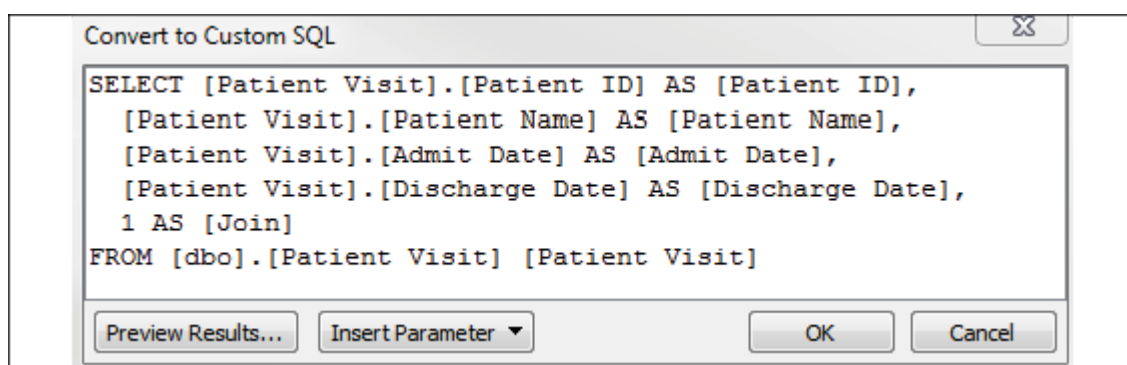 Convert to Custom SQL
SELECT [Patient Visit].[Patient ID] AS [Patient ID],
[Patient Visit].[Patient Name] AS [Patient Name],
[Patient Visit].[Admit Date] AS [Admit Date],
[Patient Visit].[Discharge Date] AS [Discharge Date],
1 AS [Join]
FROM [dbo].[Patient Visit] [Patient Visit]
Preview Results... Insert Parameter OK Cancel